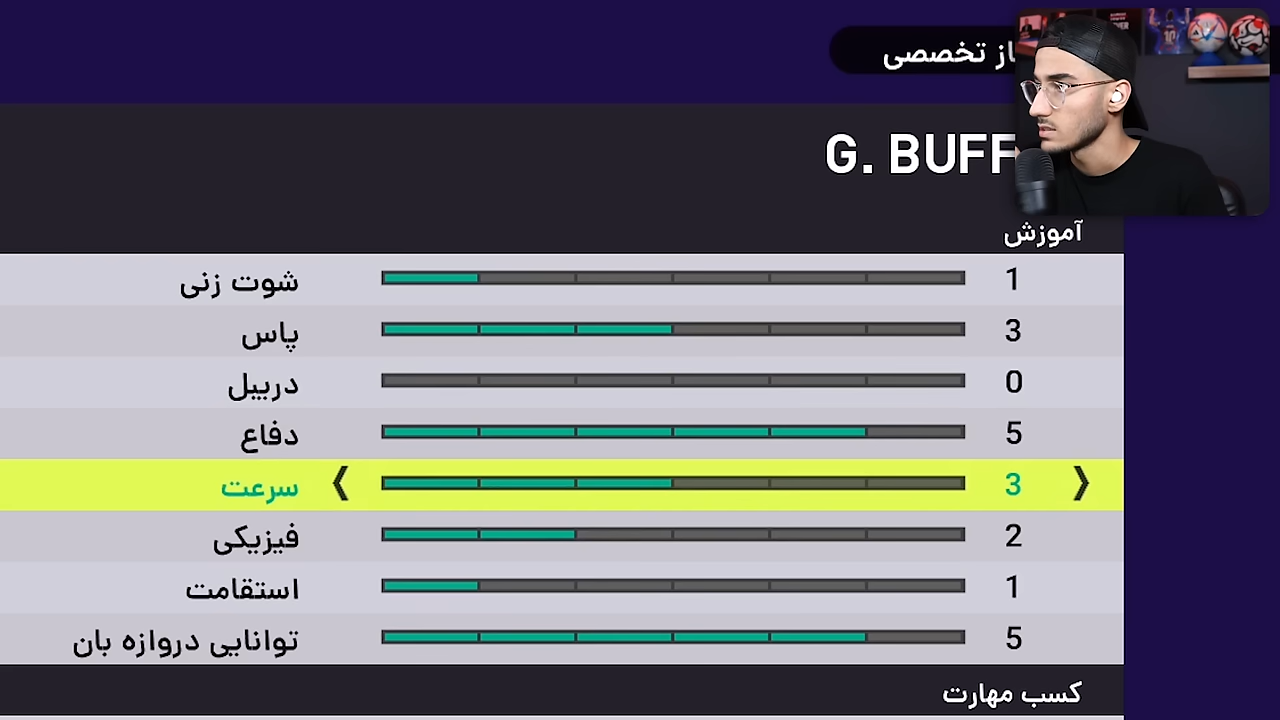 از تخصصی
G. BUFF
آموزش
شوت زنی 1
پاس 3
دریبل 0
دفاع 5
سرعت 3
فیزیکی 2
استقامت 1
توانایی دروازه بان 5
کسب مهارت